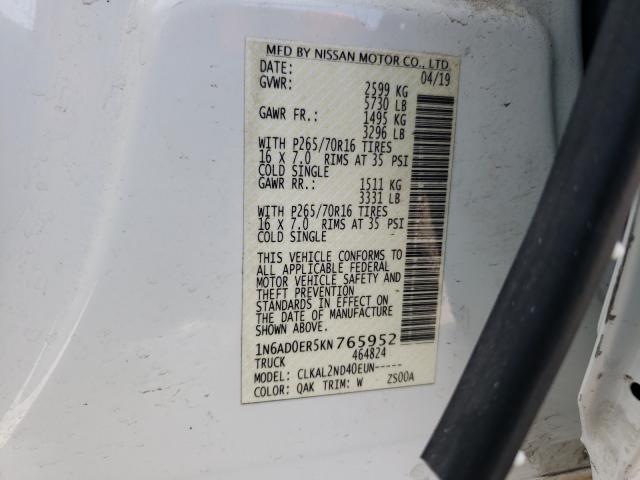 MFD BY NISSAN MOTOR CO., LTD.
DATE: 04/19
GVWR: 2599 KG
5730 LB
GAWR FR.: 1495 KG
3296 LB
WITH P265/70R16 TIRES
16 X 7.0 RIMS AT 35 PSI
COLD SINGLE
GAWR RR.: 1511 KG
3331 LB
WITH P265/70R16 TIRES
16 X 7.0 RIMS AT 35 PSI
COLD SINGLE
THIS VEHICLE CONFORMS TO
ALL APPLICABLE FEDERAL
MOTOR VEHICLE SAFETY AND
THEFT PREVENTION
STANDARDS IN EFFECT ON
THE DATE OF MANUFACTURE
SHOWN ABOVE.
1N6AD0ER5KN765952
TRUCK 464824
MODEL: CLKAL2ND40EUN-----
COLOR: QAK TRIM: W ZS00A